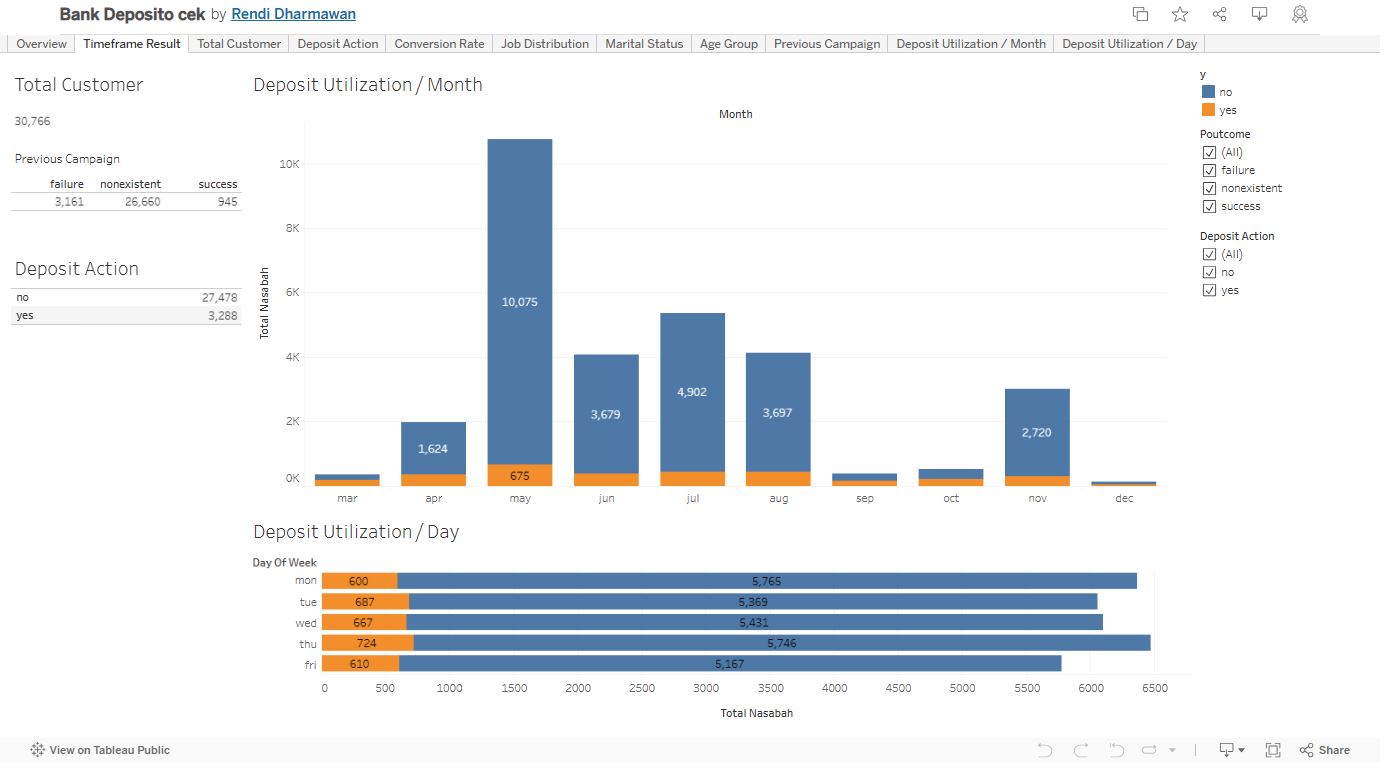 Bank Deposito cek by Rendi Dharmawan
Overview Timeframe Result Total Customer Deposit Action Conversion Rate Job Distribution Marital Status Age Group Previous Campaign Deposit Utilization / Month Deposit Utilization / Day
Total Customer
30,766
Previous Campaign
failure nonexistent success
3,161 26,660 945
Deposit Action
no 27,478
yes 3,288
Deposit Utilization / Month
Month
Total Nasabah
10K
8K
6K
4K
2K
0K
10,075
4,902
3,679
3,697
1,624
2,720
675
mar apr may jun jul aug sep oct nov dec
Deposit Utilization / Day
Day Of Week
mon 600 5,765
tue 687 5,369
wed 667 5,431
thu 724 5,746
fri 610 5,167
0 500 1000 1500 2000 2500 3000 3500 4000 4500 5000 5500 6000 6500
Total Nasabah
y
no
yes
Poutcome
(All)
failure
nonexistent
success
Deposit Action
(All)
no
yes
View on Tableau Public
Share